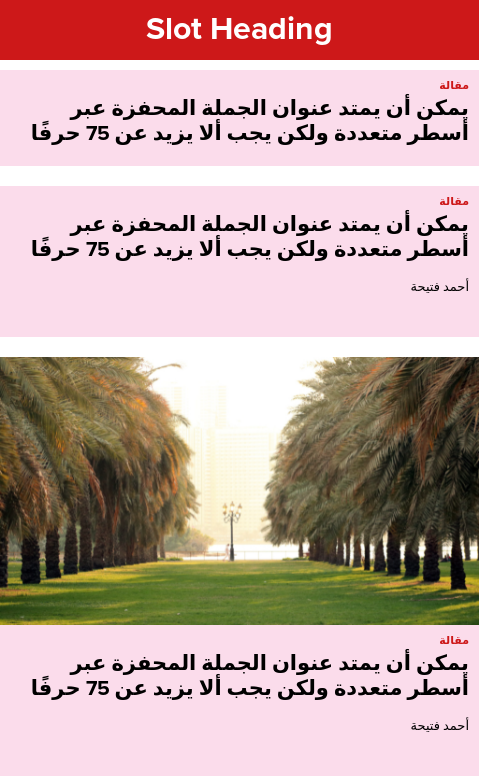 Slot Heading
مقالة
يمكن أن يمتد عنوان الجملة المحفزة عبر
أسطر متعددة ولكن يجب ألا يزيد عن 75 حرفًا
مقالة
يمكن أن يمتد عنوان الجملة المحفزة عبر
أسطر متعددة ولكن يجب ألا يزيد عن 75 حرفًا
أحمد فتيحة
مقالة
يمكن أن يمتد عنوان الجملة المحفزة عبر
أسطر متعددة ولكن يجب ألا يزيد عن 75 حرفًا
أحمد فتيحة